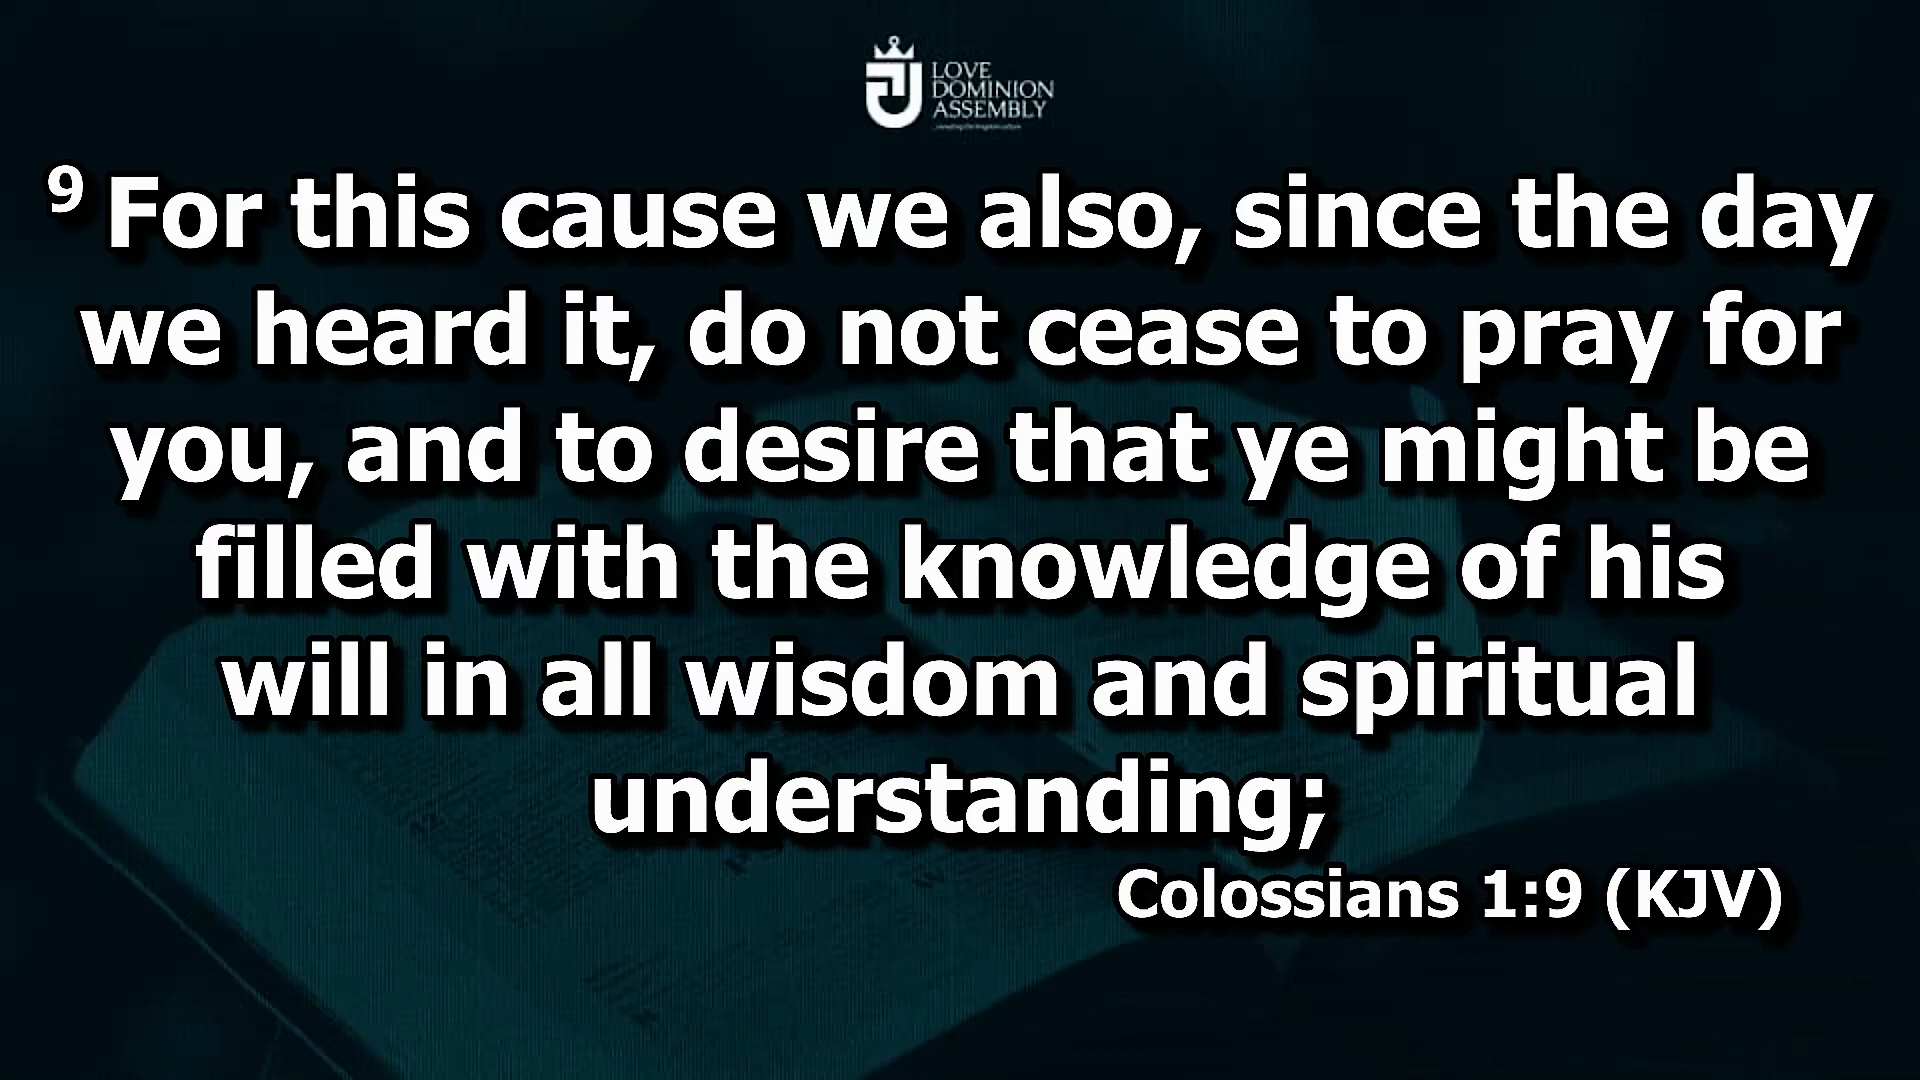 LOVE
DOMINION
ASSEMBLY
9 For this cause we also, since the day
we heard it, do not cease to pray for
you, and to desire that ye might be
filled with the knowledge of his
will in all wisdom and spiritual
understanding;
Colossians 1:9 (KJV)